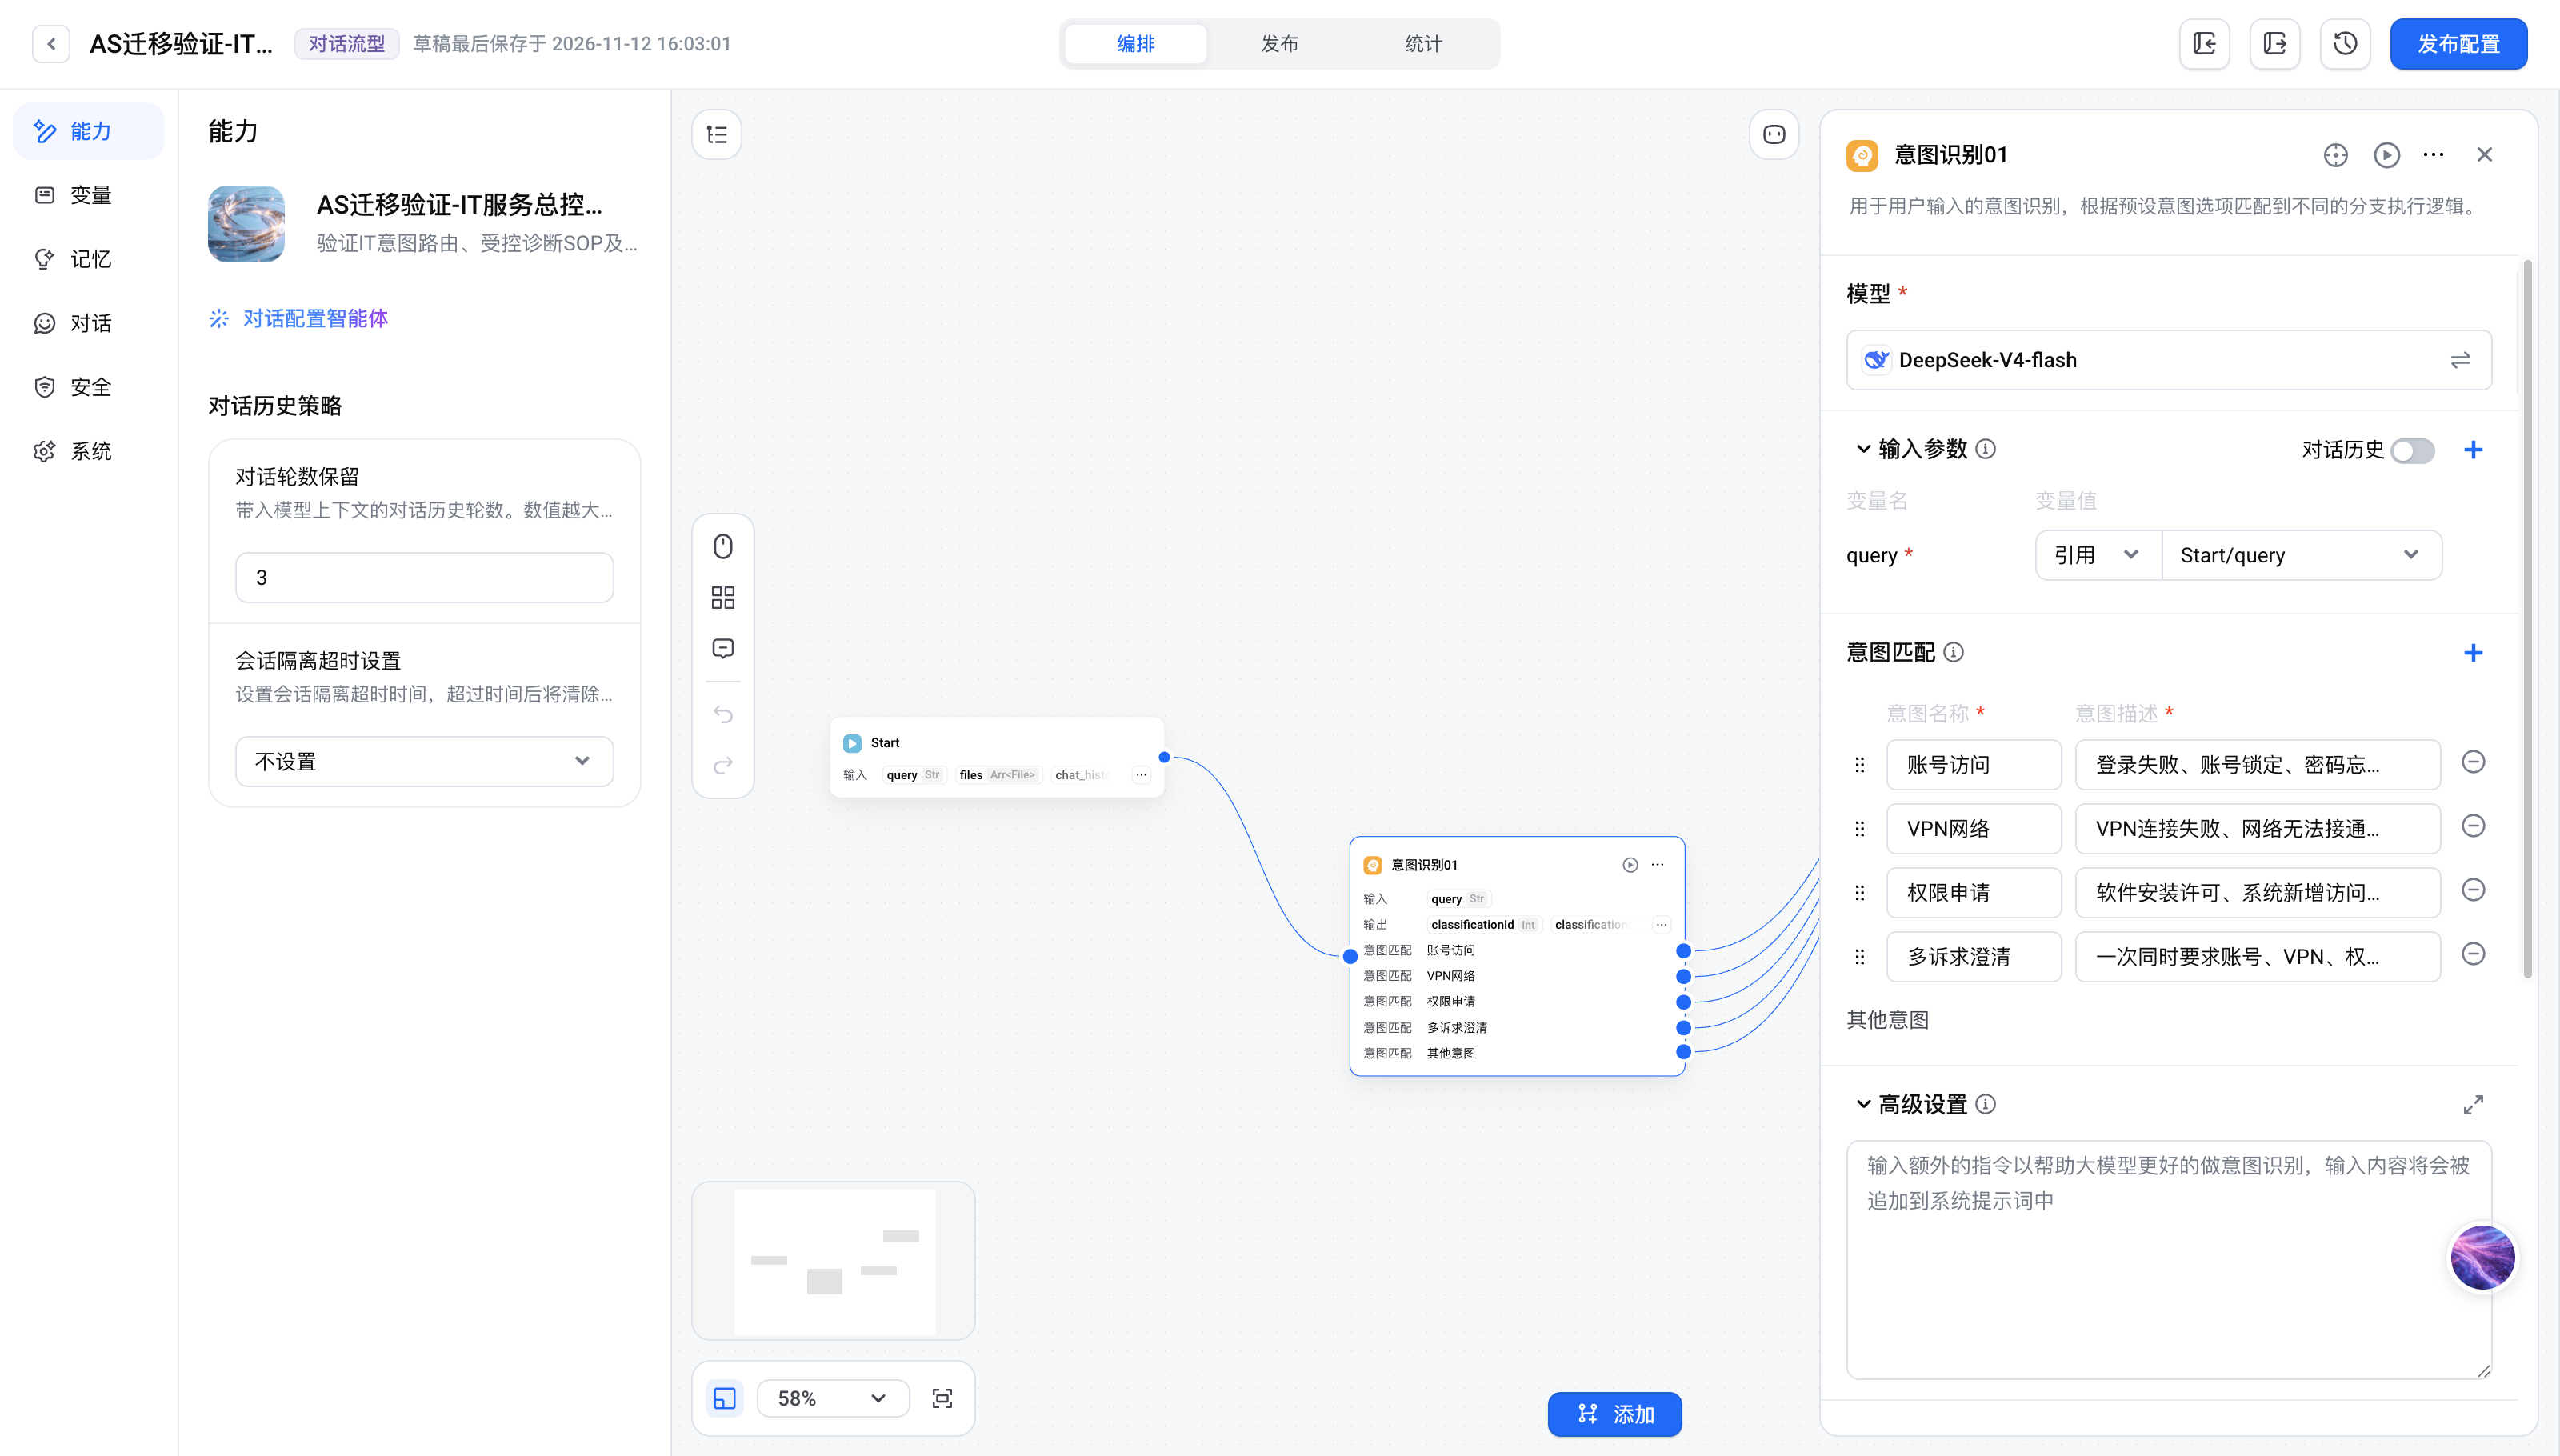 AS迁移验证-IT...
对话流型
草稿最后保存于 2026-11-12 16:03:01
编排
发布
统计
发布配置
能力
变量
记忆
对话
安全
系统
能力
AS迁移验证-IT服务总控...
验证IT意图路由、受控诊断SOP及...
对话配置智能体
对话历史策略
对话轮数保留
带入模型上下文的对话历史轮数。数值越大...
3
会话隔离超时设置
设置会话隔离超时时间，超过时间后将清除...
不设置
Start
输入 query Str files Arr<File> chat_hist
意图识别01
输入 query Str
输出 classificationId Int classification
意图匹配 账号访问
意图匹配 VPN网络
意图匹配 权限申请
意图匹配 多诉求澄清
意图匹配 其他意图
58%
添加
意图识别01
用于用户输入的意图识别，根据预设意图选项匹配到不同的分支执行逻辑。
模型 *
DeepSeek-V4-flash
输入参数
对话历史
变量名 变量值
query * 引用 Start/query
意图匹配
意图名称 * 意图描述 *
账号访问 登录失败、账号锁定、密码忘...
VPN网络 VPN连接失败、网络无法接通...
权限申请 软件安装许可、系统新增访问...
多诉求澄清 一次同时要求账号、VPN、权...
其他意图
高级设置
输入额外的指令以帮助大模型更好的做意图识别，输入内容将会被
追加到系统提示词中